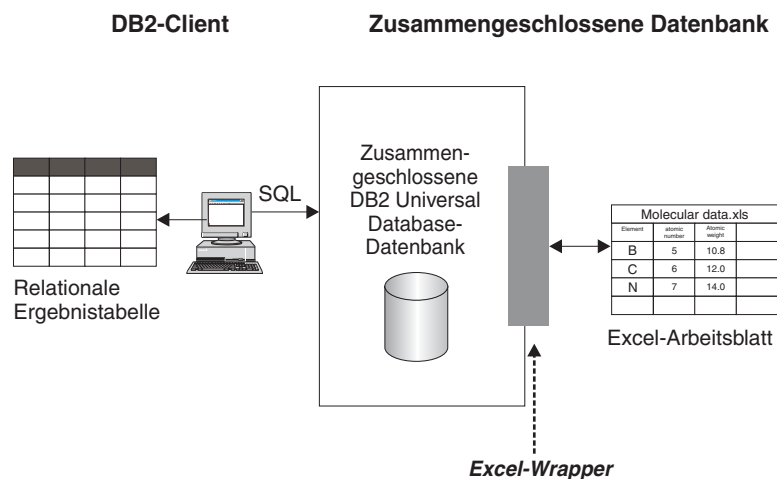 DB2-Client
Zusammengeschlossene Datenbank
Zusammen-
geschlossene
DB2 Universal
Database-
Datenbank
SQL
Relationale
Ergebnistabelle
Molecular data.xls
Element atomic number Atomic weight
B 5 10.8
C 6 12.0
N 7 14.0
Excel-Arbeitsblatt
Excel-Wrapper